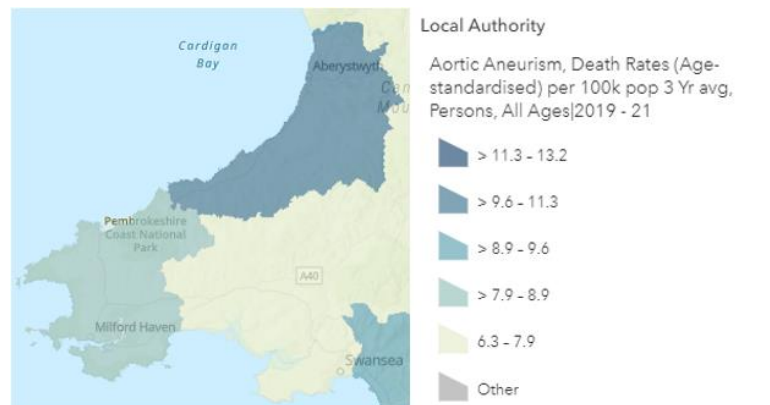 Cardigan
Bay
Aberystwyth
Pembrokeshire
Coast National
Park
A40
Milford Haven
Swansea
Local Authority
Aortic Aneurism, Death Rates (Age-
standardised) per 100k pop 3 Yr avg,
Persons, All Ages|2019 - 21
> 11.3 - 13.2
> 9.6 - 11.3
> 8.9 - 9.6
> 7.9 - 8.9
6.3 - 7.9
Other